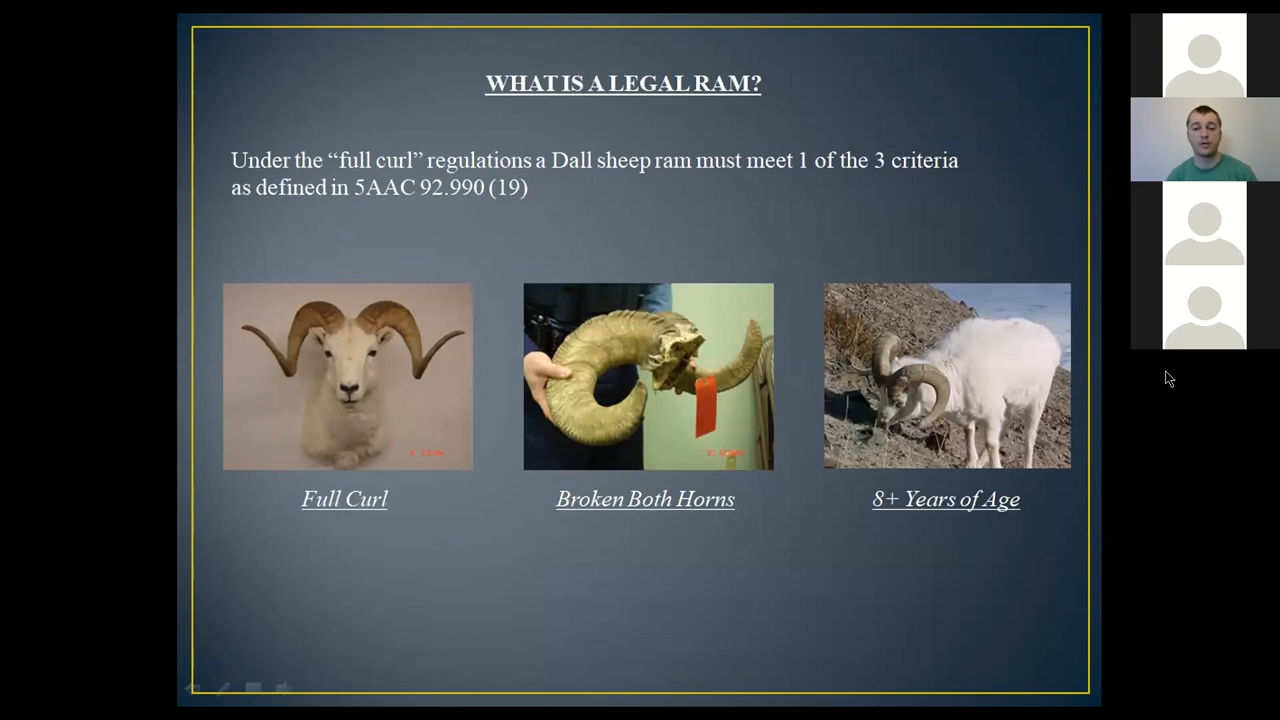 WHAT IS A LEGAL RAM?
Under the “full curl” regulations a Dall sheep ram must meet 1 of the 3 criteria
as defined in 5AAC 92.990 (19)
Full Curl
Broken Both Horns
8+ Years of Age